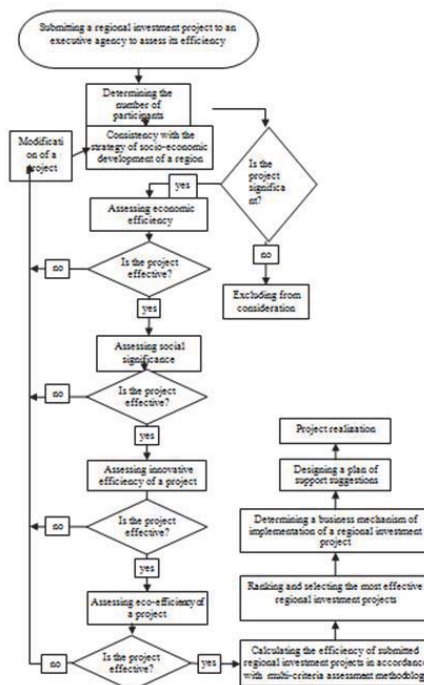 Submitting a regional investment project to an
executive agency to assess its efficiency
Determining the
number of
participants
Modificati
on of a
project
Consistency with the
strategy of socio-economic
development of a region
Is the
project
significa
nt?
yes
Assessing economic
efficiency
no
Is the project
effective?
no
Excluding from
consideration
yes
Assessing social
significance
no
Is the project
effective?
yes
Project realization
Assessing innovative
efficiency of a project
Designing a plan of
support suggestions
no
Is the project
effective?
Determining a business mechanism of
implementation of a regional investment
project
yes
Assessing eco-efficiency of
a project
Ranking and selecting the most effective
regional investment projects
no
Is the project
effective?
yes
Calculating the efficiency of submitted
regional investment projects in accordance
with multi-criteria assessment methodolog